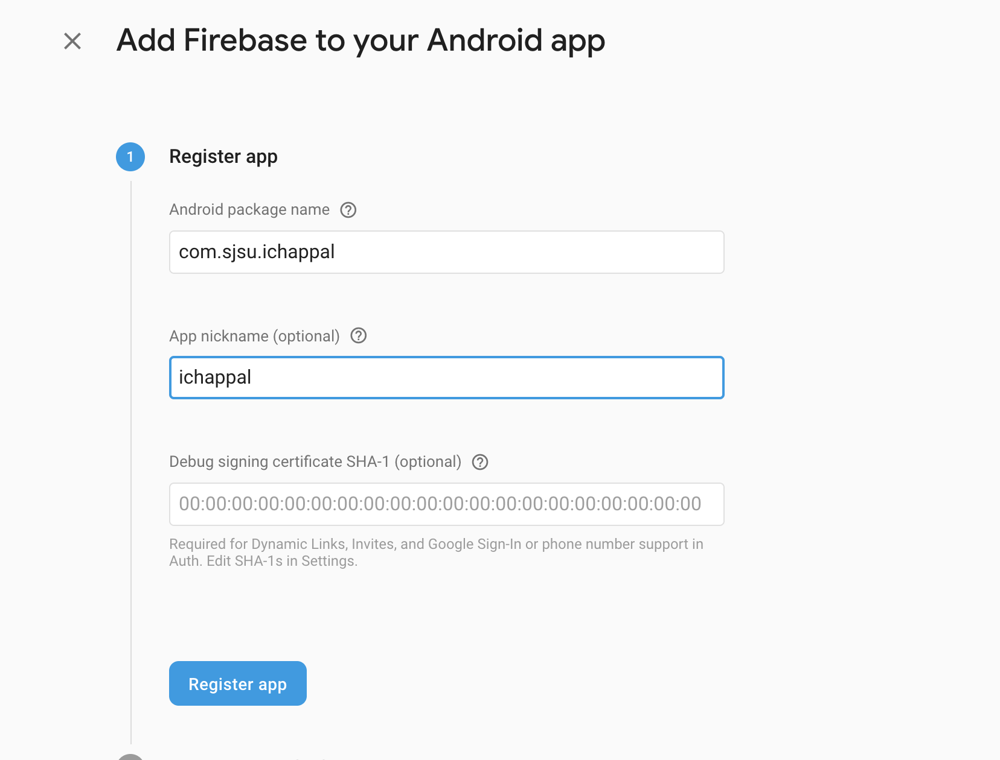 Add Firebase to your Android app
1
Register app
Android package name
com.sjsu.ichappal
App nickname (optional)
ichappal
Debug signing certificate SHA-1 (optional)
00:00:00:00:00:00:00:00:00:00:00:00:00:00:00:00:00:00:00:00
Required for Dynamic Links, Invites, and Google Sign-In or phone number support in
Auth. Edit SHA-1s in Settings.
Register app